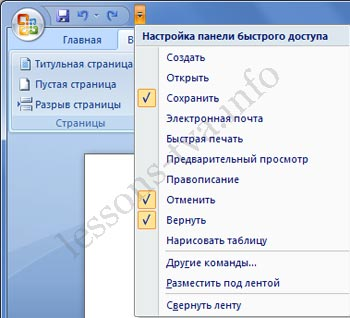 Настройка панели быстрого доступа
Главная
В
Титульная страница
Пустая страница
Разрыв страницы
Страницы
Создать
Открыть
Сохранить
Электронная почта
Быстрая печать
Предварительный просмотр
Правописание
Отменить
Вернуть
Нарисовать таблицу
Другие команды...
Разместить под лентой
Свернуть ленту
lessons-tva.info